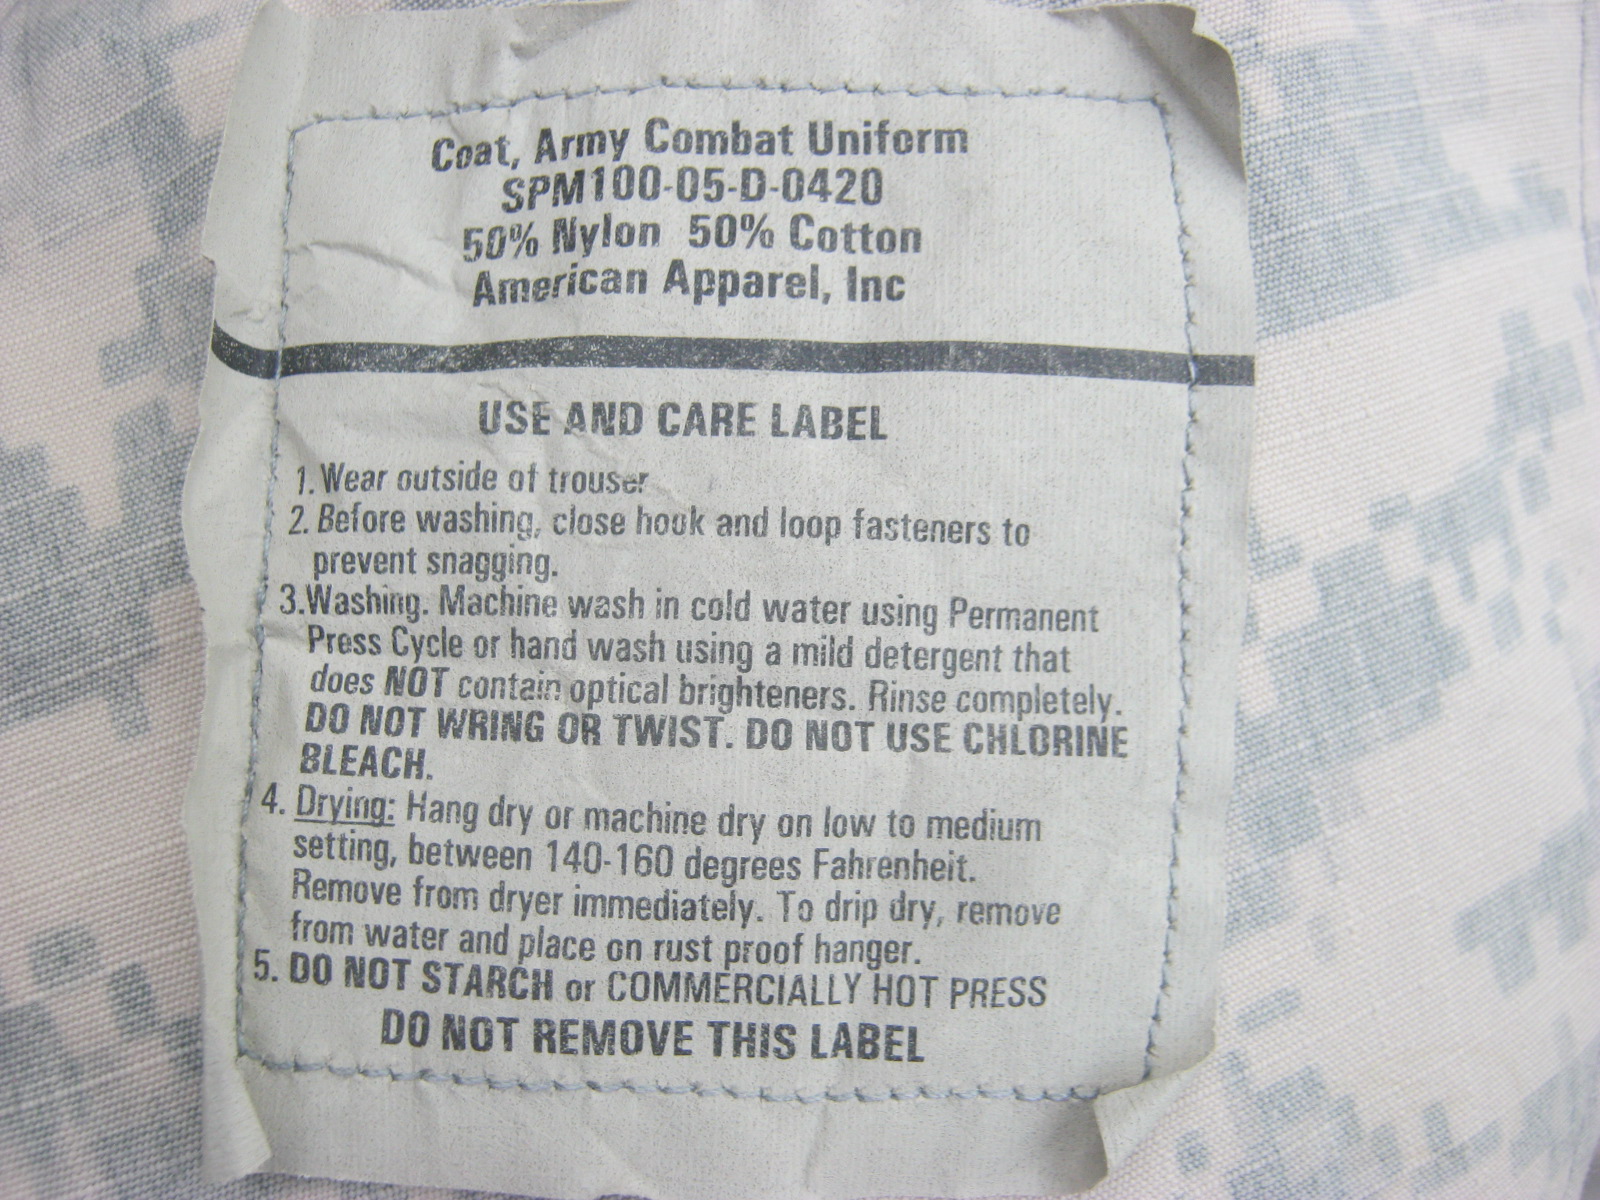 Coat, Army Combat Uniform
SPM100-05-D-0420
50% Nylon 50% Cotton
American Apparel, Inc
USE AND CARE LABEL
1. Wear outside of trouser
2. Before washing, close hook and loop fasteners to
prevent snagging.
3.Washing. Machine wash in cold water using Permanent
Press Cycle or hand wash using a mild detergent that
does NOT contain optical brighteners. Rinse completely.
DO NOT WRING OR TWIST. DO NOT USE CHLORINE
BLEACH.
4. Drying: Hang dry or machine dry on low to medium
setting, between 140-160 degrees Fahrenheit.
Remove from dryer immediately. To drip dry, remove
from water and place on rust proof hanger.
5. DO NOT STARCH or COMMERCIALLY HOT PRESS
DO NOT REMOVE THIS LABEL